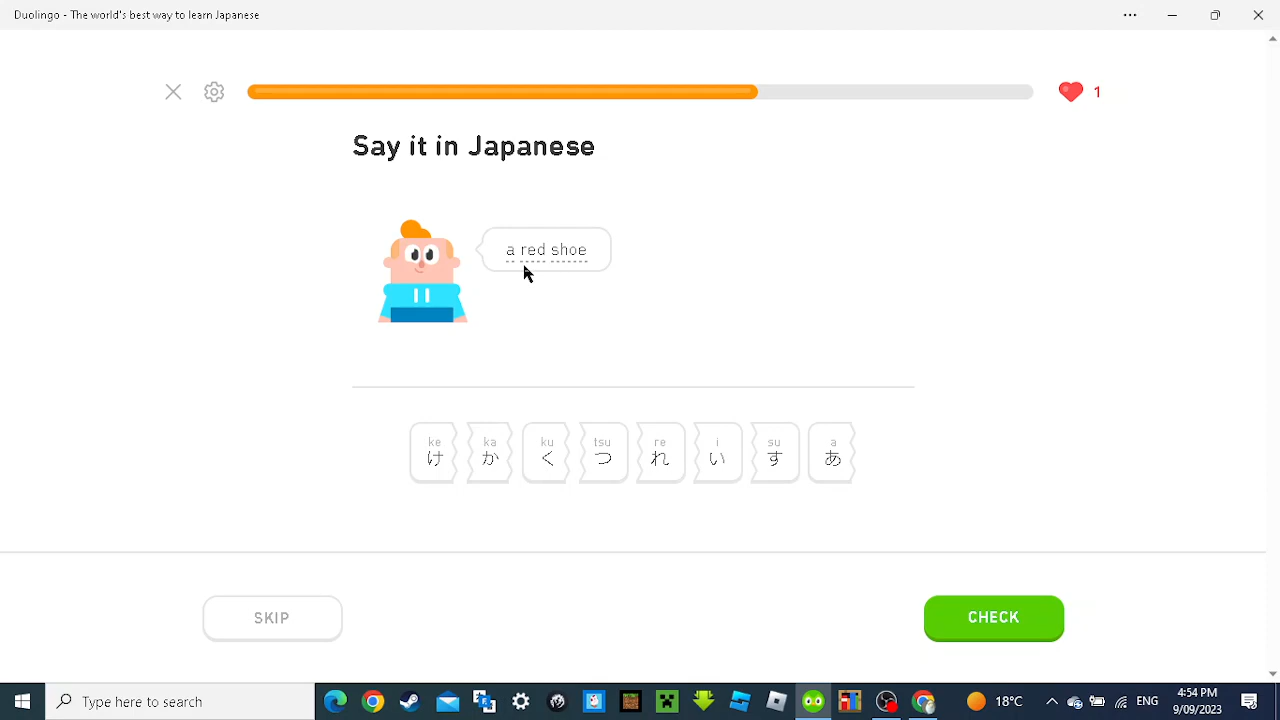 Duolingo - The world's best way to learn Japanese
1
Say it in Japanese
a red shoe
ke ka ku tsu re i su a
け か く つ れ い す あ
SKIP
CHECK
Type here to search
18°C
ENG
4:54 PM
9/09/2023